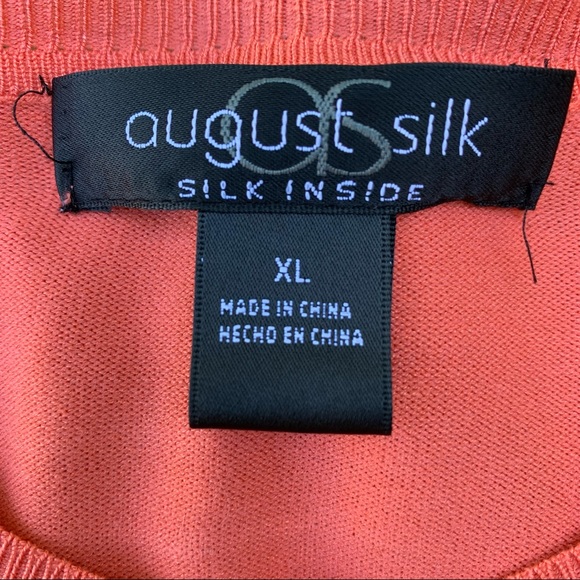 august silk
SILK INSIDE
XL
MADE IN CHINA
HECHO EN CHINA